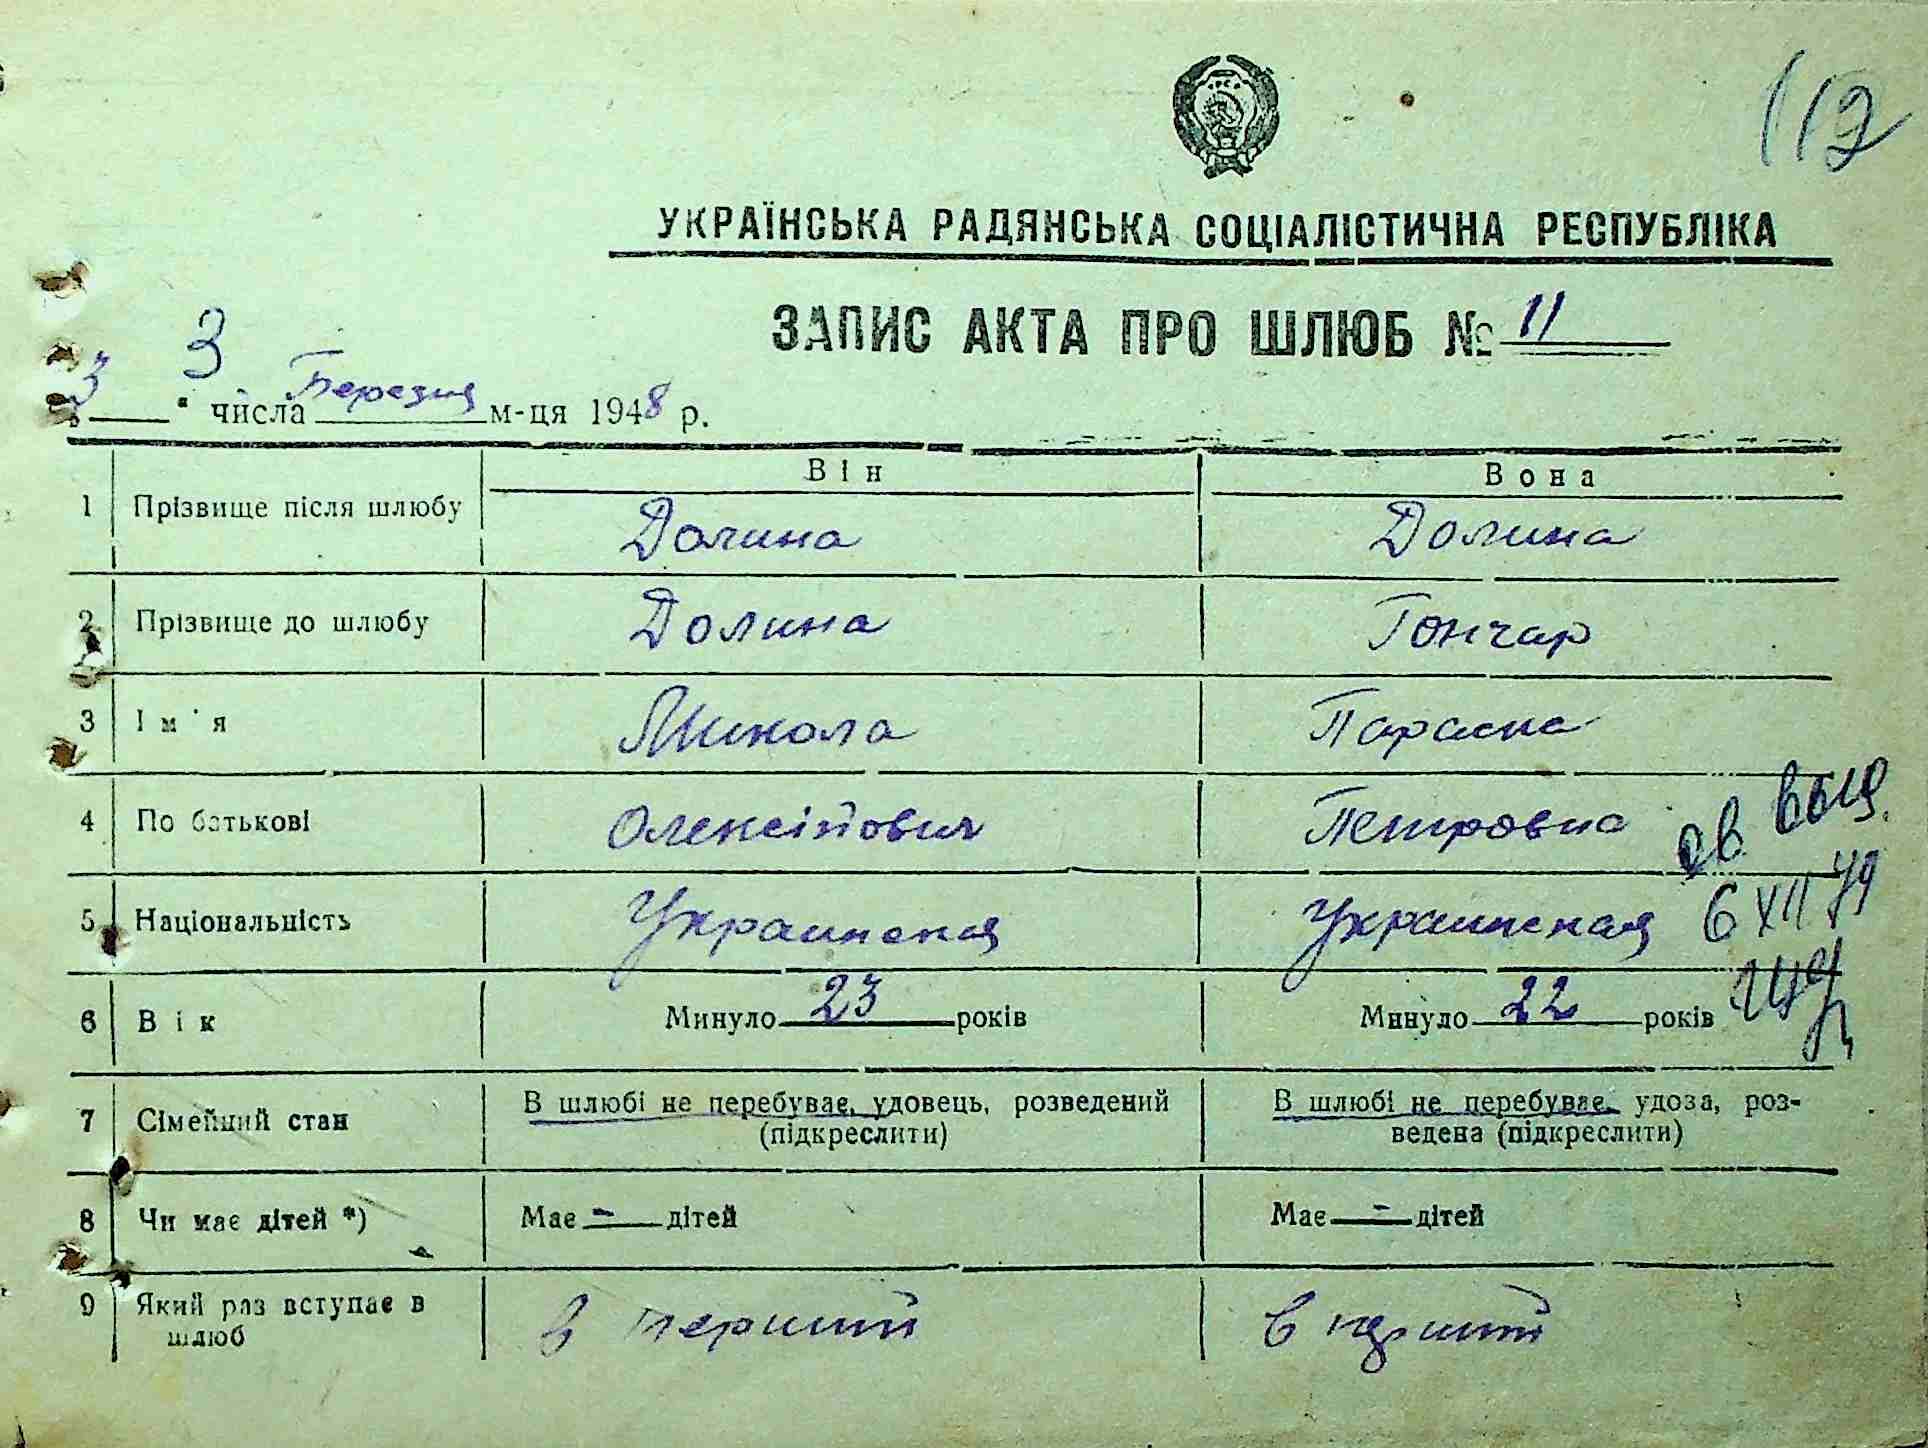 112
УКРАЇНСЬКА РАДЯНСЬКА СОЦІАЛІСТИЧНА РЕСПУБЛІКА
ЗАПИС АКТА ПРО ШЛЮБ № 11
3
„3“ числа Березня м-ця 1948 р.
Він Вона
1 Прізвище після шлюбу Долина Долина
2 Прізвище до шлюбу Долина Гончар
3 Ім'я Микола Параска
4 По батькові Олексійович Петровна
5 Національність Украинская Украинская 6 XII
6 Вік Минуло 23 років Минуло 22 років
7 Сімейний стан В шлюбі не перебуває, удовець, розведений В шлюбі не перебуває, удова, роз-
(підкреслити) ведена (підкреслити)
8 Чи має дітей *) Має - дітей Має - дітей
9 Який раз вступає в в перший в перший
шлюб